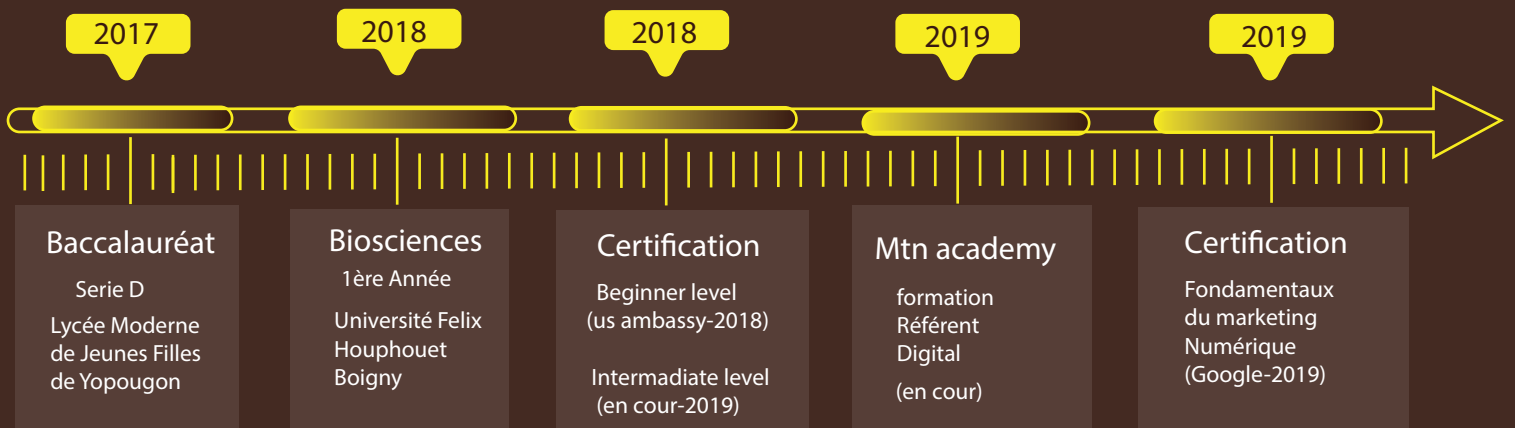 2017
2018
2018
2019
2019
Baccalauréat
Serie D
Lycée Moderne
de Jeunes Filles
de Yopougon
Biosciences
1ère Année
Université Felix
Houphouet
Boigny
Certification
Beginner level
(us ambassy-2018)
Intermadiate level
(en cour-2019)
Mtn academy
formation
Référent
Digital
(en cour)
Certification
Fondamentaux
du marketing
Numérique
(Google-2019)